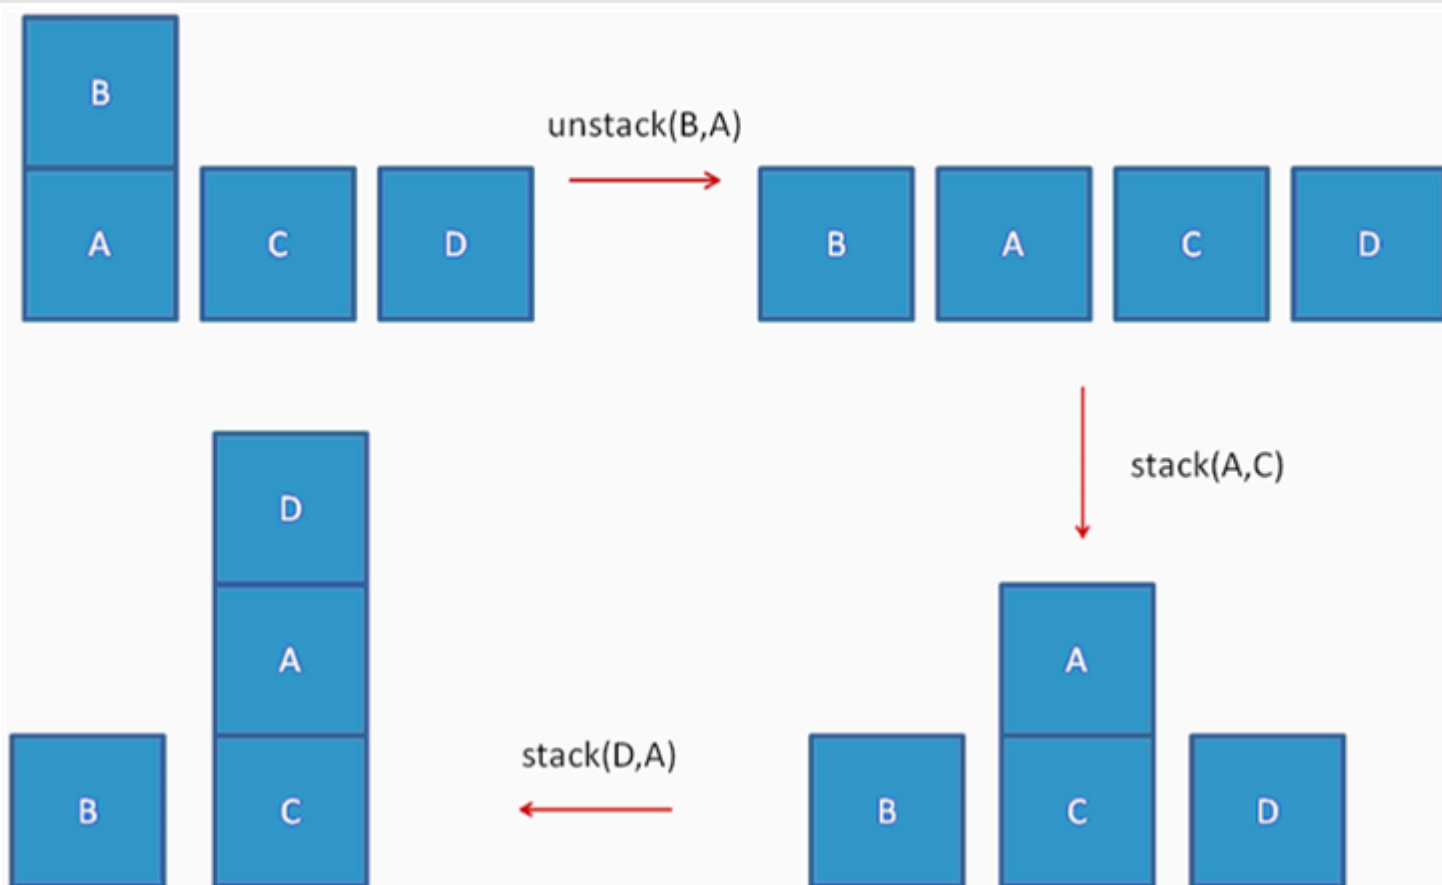 B
unstack(B,A)
A C D
B A C D
stack(A,C)
D
A
A
stack(D,A)
B C
B C D